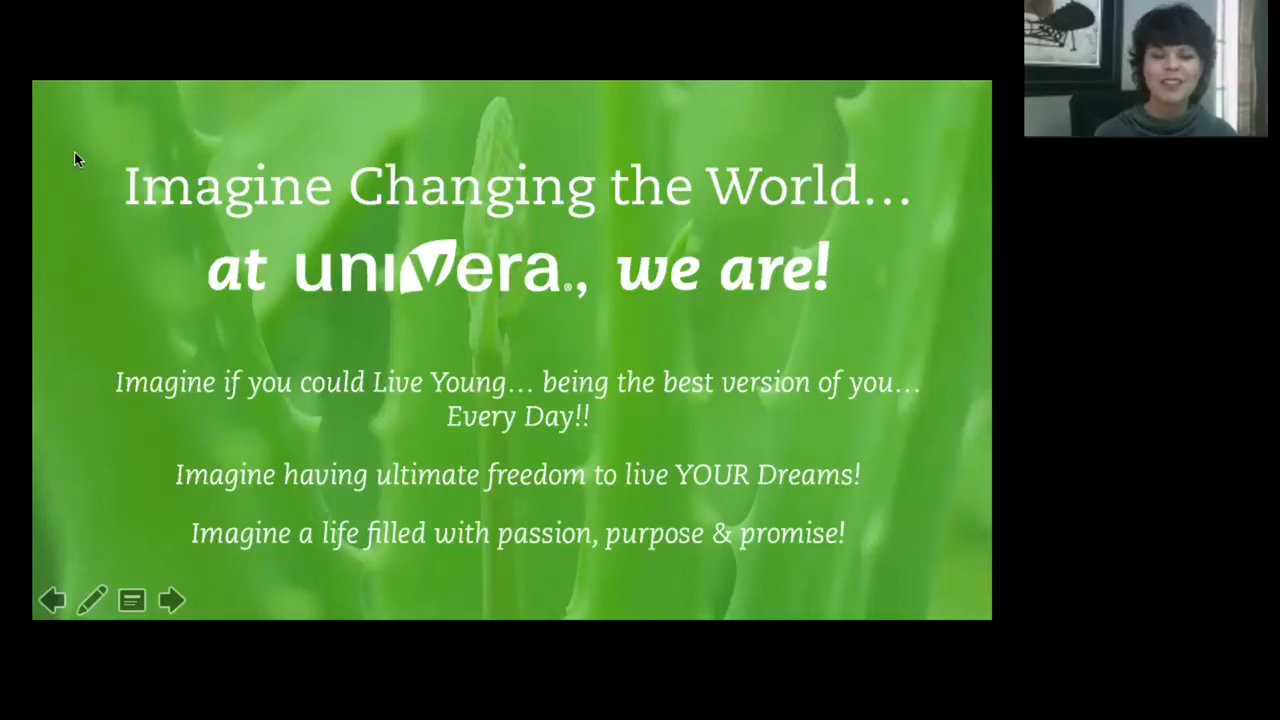 Imagine Changing the World...
at univera®, we are!
Imagine if you could Live Young... being the best version of you...
Every Day!!
Imagine having ultimate freedom to live YOUR Dreams!
Imagine a life filled with passion, purpose & promise!